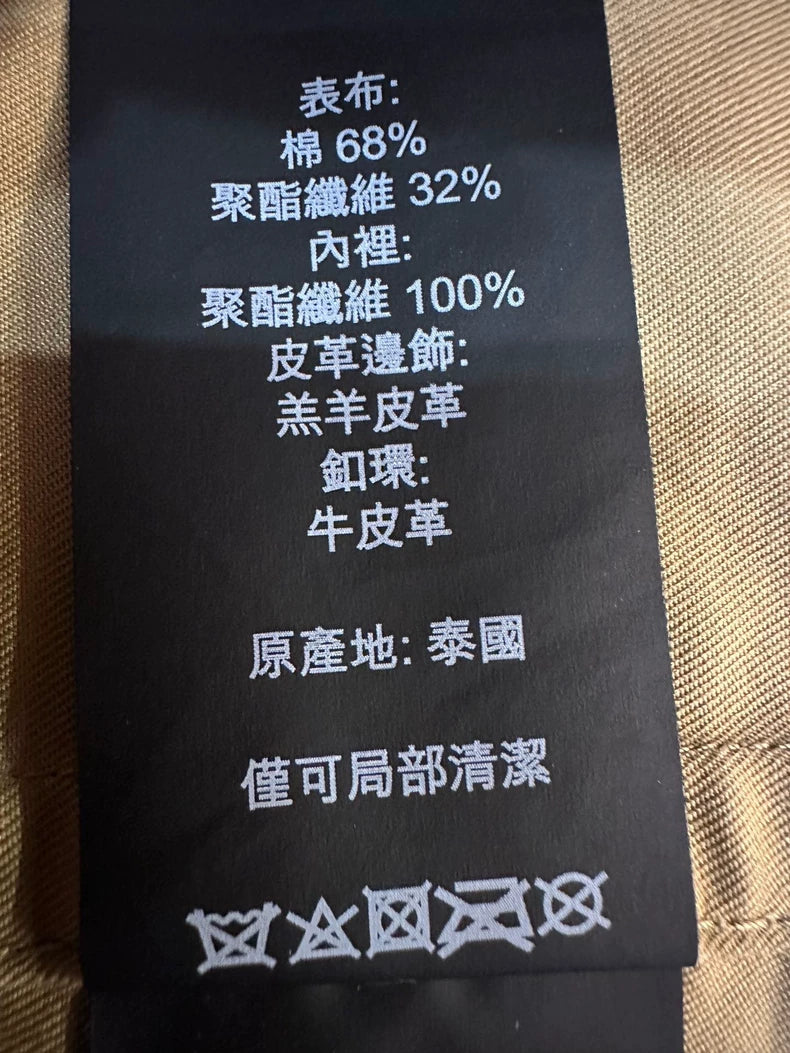 表布:
棉 68%
聚酯纖維 32%
內裡:
聚酯纖維 100%
皮革邊飾:
羔羊皮革
釦環:
牛皮革
原產地: 泰國
僅可局部清潔